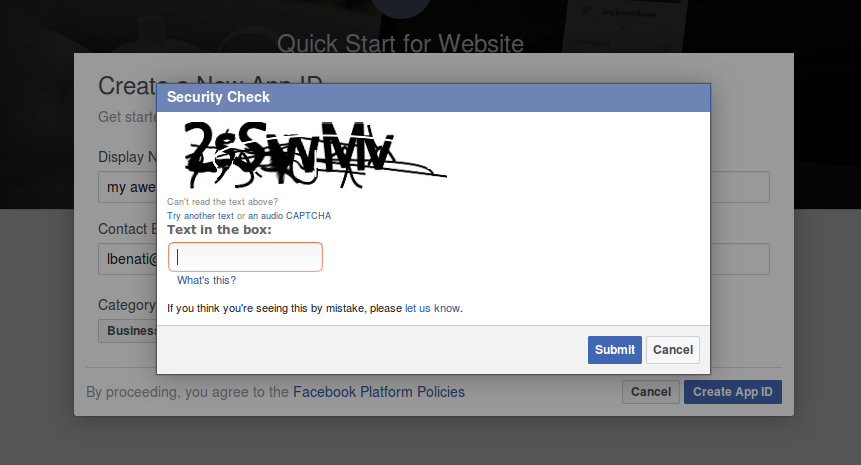 Quick Start for Website
Create a New App ID
Security Check
Get starte
Display N
my awe
Can't read the text above?
Try another text or an audio CAPTCHA
Text in the box:
Contact E
lbenati@
What's this?
Category
If you think you're seeing this by mistake, please let us know.
Busines
Submit
Cancel
By proceeding, you agree to the Facebook Platform Policies
Cancel
Create App ID